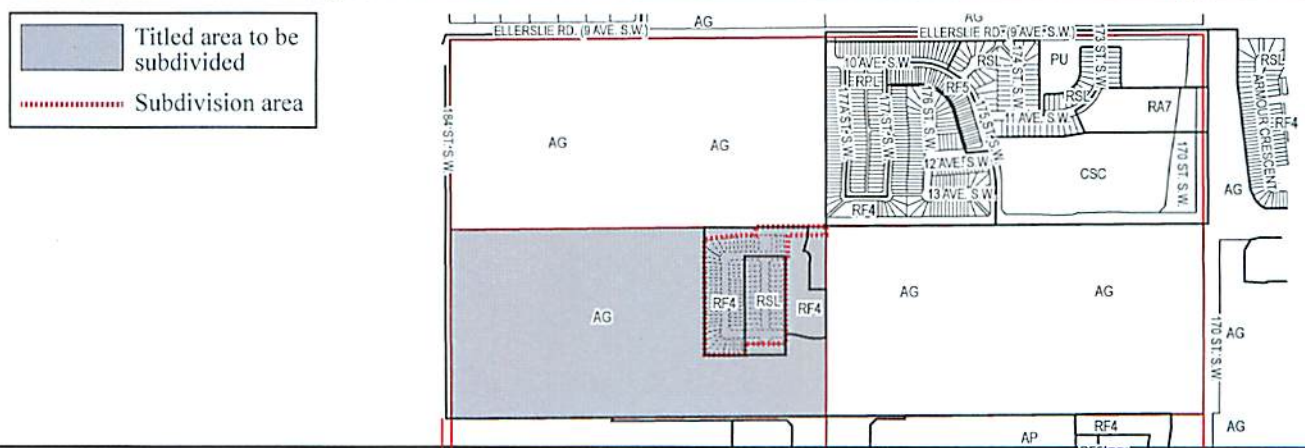 Titled area to be
subdivided
Subdivision area
AG
AG
ELLERSLIE RD. (9 AVE. S.W.)
ELLERSLIE RD. (9 AVE. S.W.)
173 ST. S.W.
10 AVE. S.W.
RSL
174 ST. S.W.
PU
RSL
RPL
RF5
RSL
184 ST. S.W.
177A ST. S.W.
177 ST. S.W.
176 ST. S.W.
175 ST. S.W.
11 AVE. S.W.
RA7
ARMOUR CRESCENT
RF4
AG
AG
12 AVE. S.W.
CSC
170 ST. S.W.
13 AVE. S.W.
AG
RF4
AG
AG
AG
RF4
RSL
RF4
170 ST. S.W.
AG
AP
RF4
AG